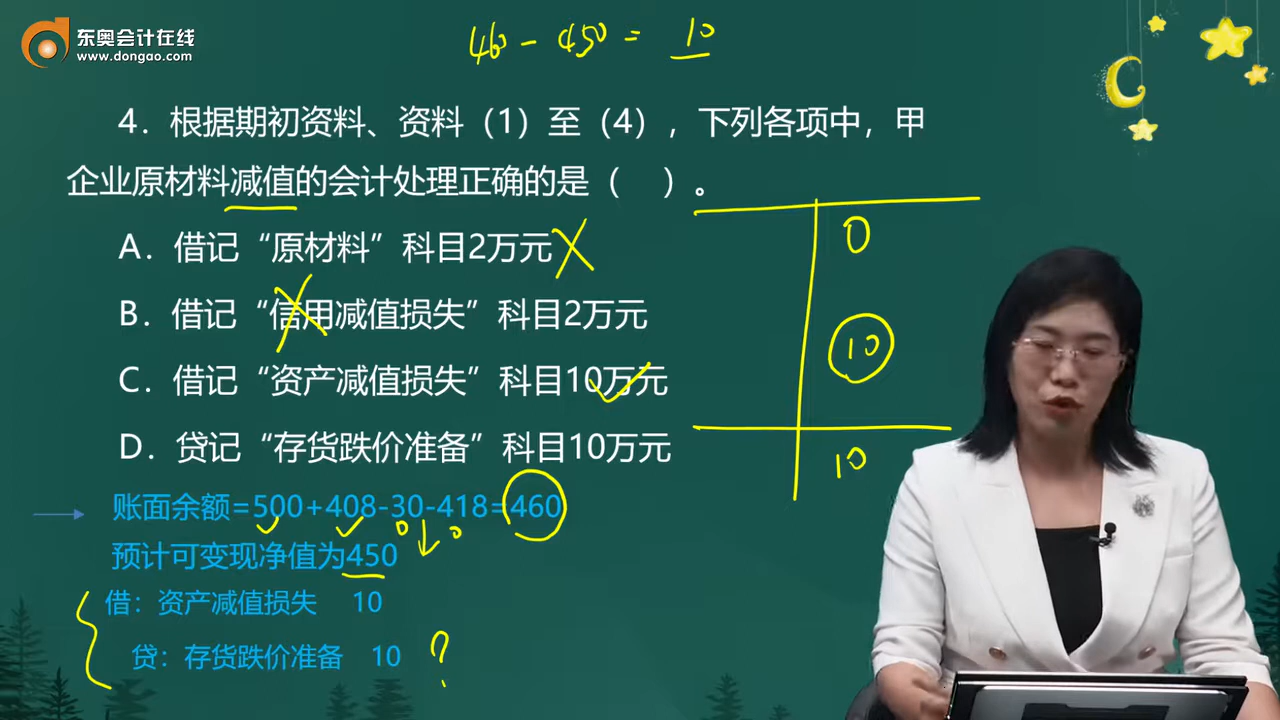 东奥会计在线
www.dongao.com
460-450=10
4．根据期初资料、资料（1）至（4），下列各项中，甲
企业原材料减值的会计处理正确的是（　）。
A．借记“原材料”科目2万元
B．借记“信用减值损失”科目2万元
C．借记“资产减值损失”科目10万元
D．贷记“存货跌价准备”科目10万元
0
10
10
账面余额=500+408-30-418=460
0 0
预计可变现净值为450
借：资产减值损失 10
贷：存货跌价准备 10 ?